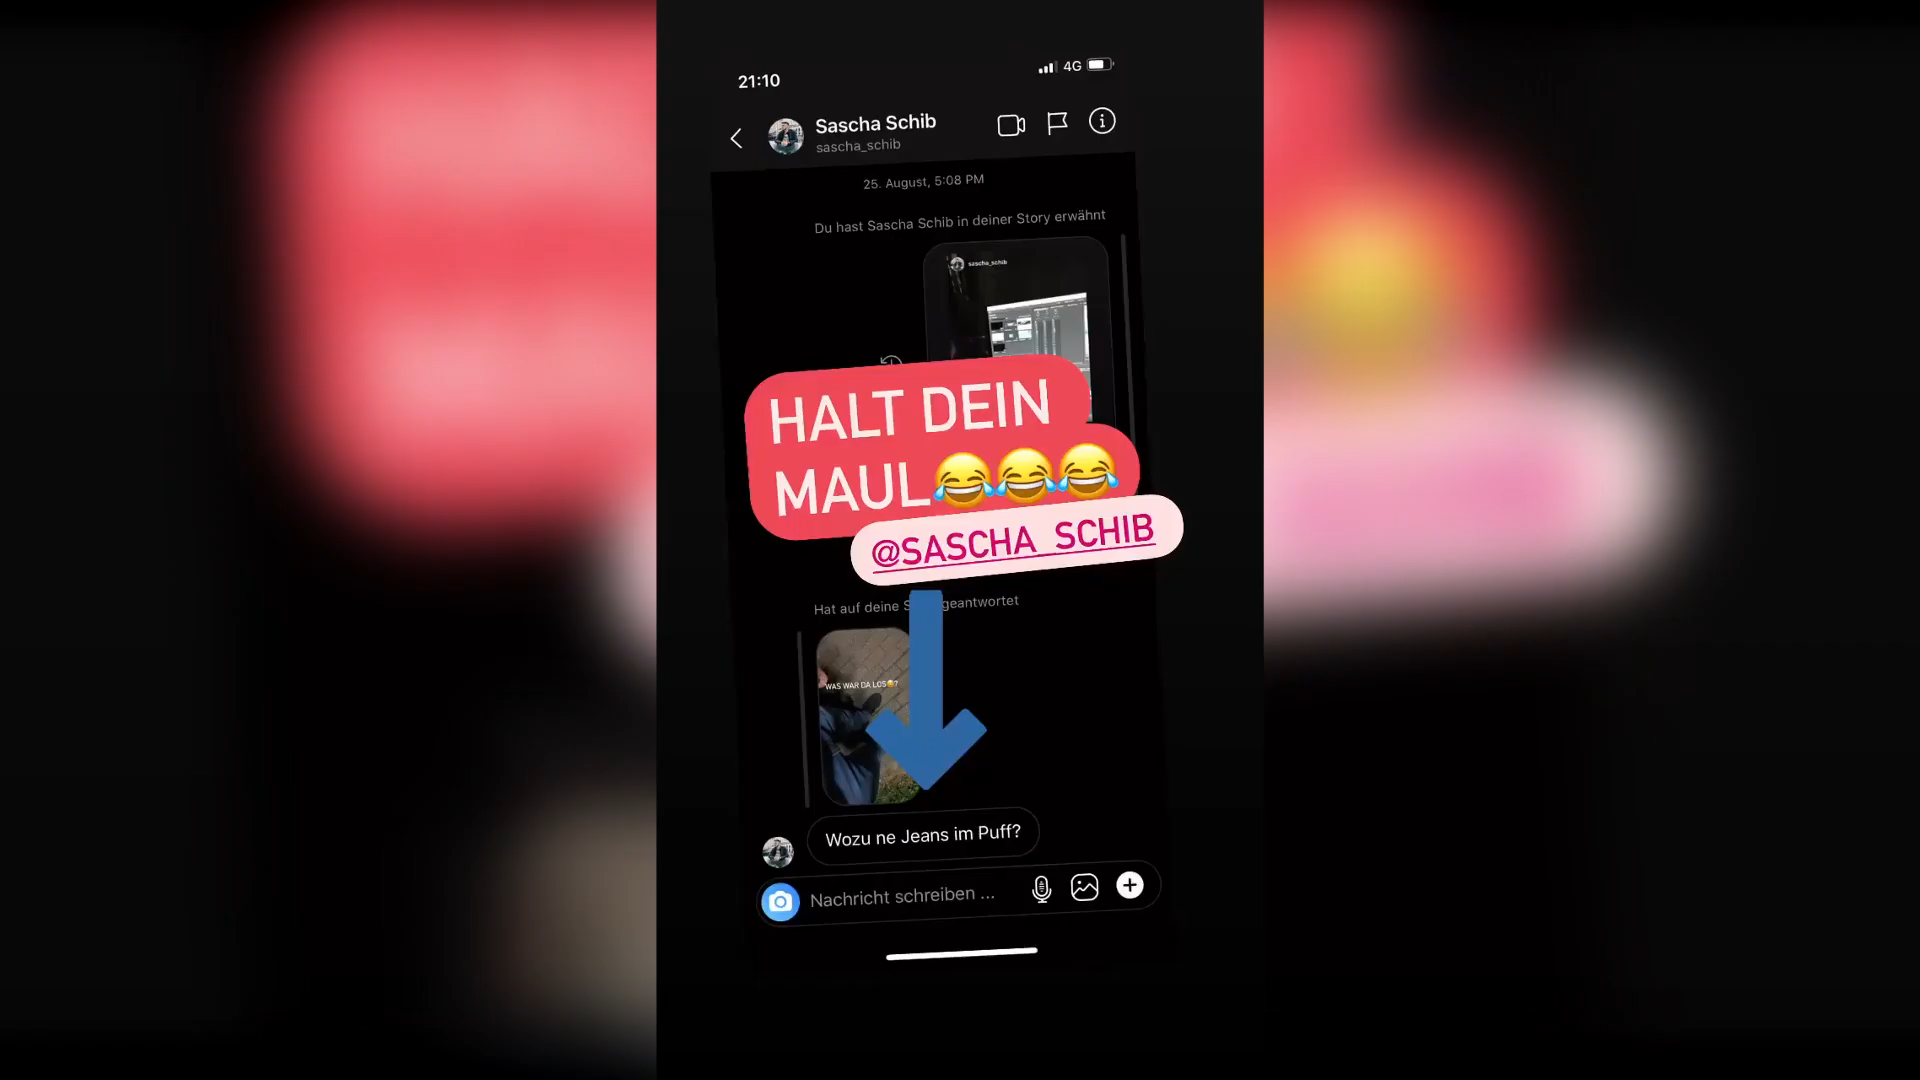 21:10
4G
Sascha Schib
sascha_schib
25. August, 5:08 PM
Du hast Sascha Schib in deiner Story erwähnt
sascha_schib
HALT DEIN
MAUL😂😂😂
@SASCHA_SCHIB
Hat auf deine S geantwortet
WAS WAR DA LOS😂?
Wozu ne Jeans im Puff?
Nachricht schreiben ...